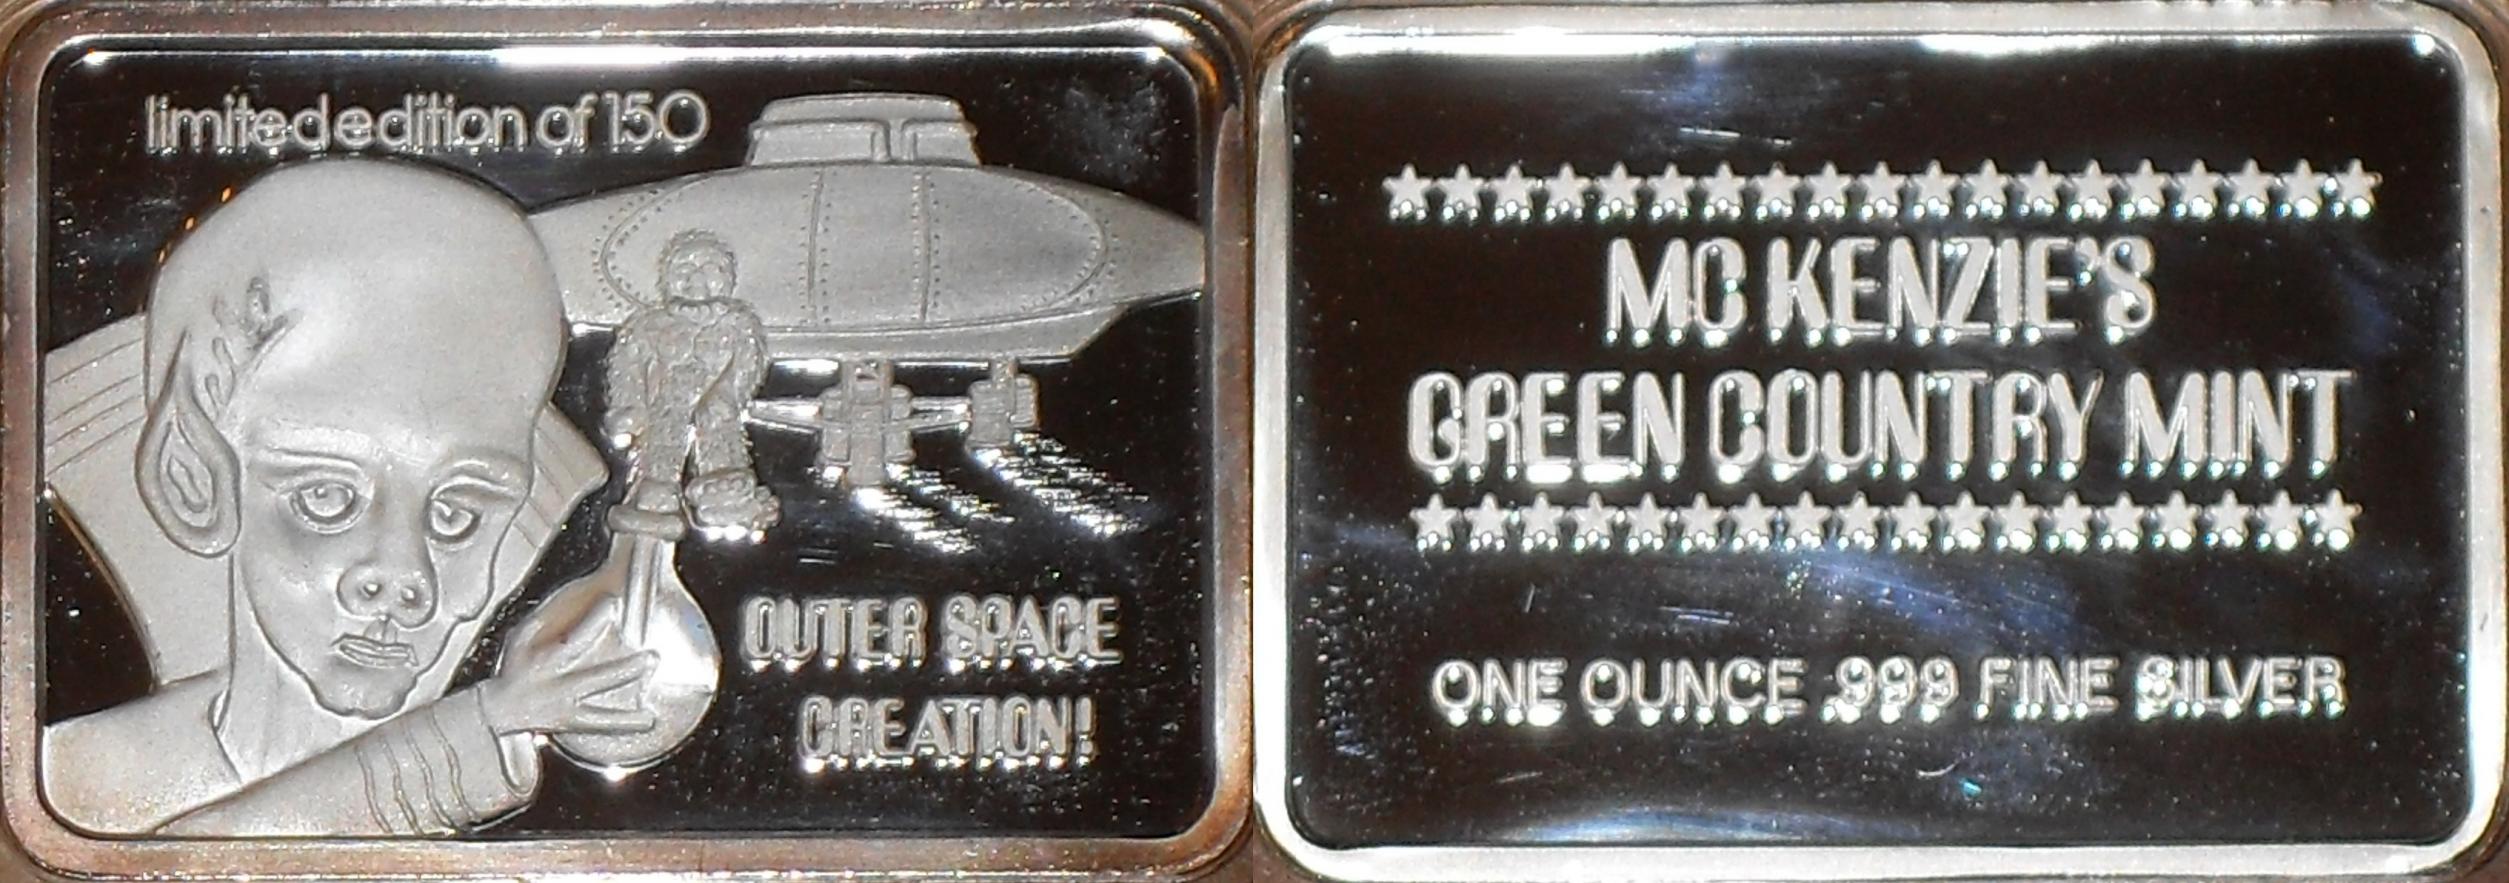 limited edition of 150
OUTER SPACE
CREATION!
MC KENZIE'S
GREEN COUNTRY MINT
ONE OUNCE .999 FINE SILVER